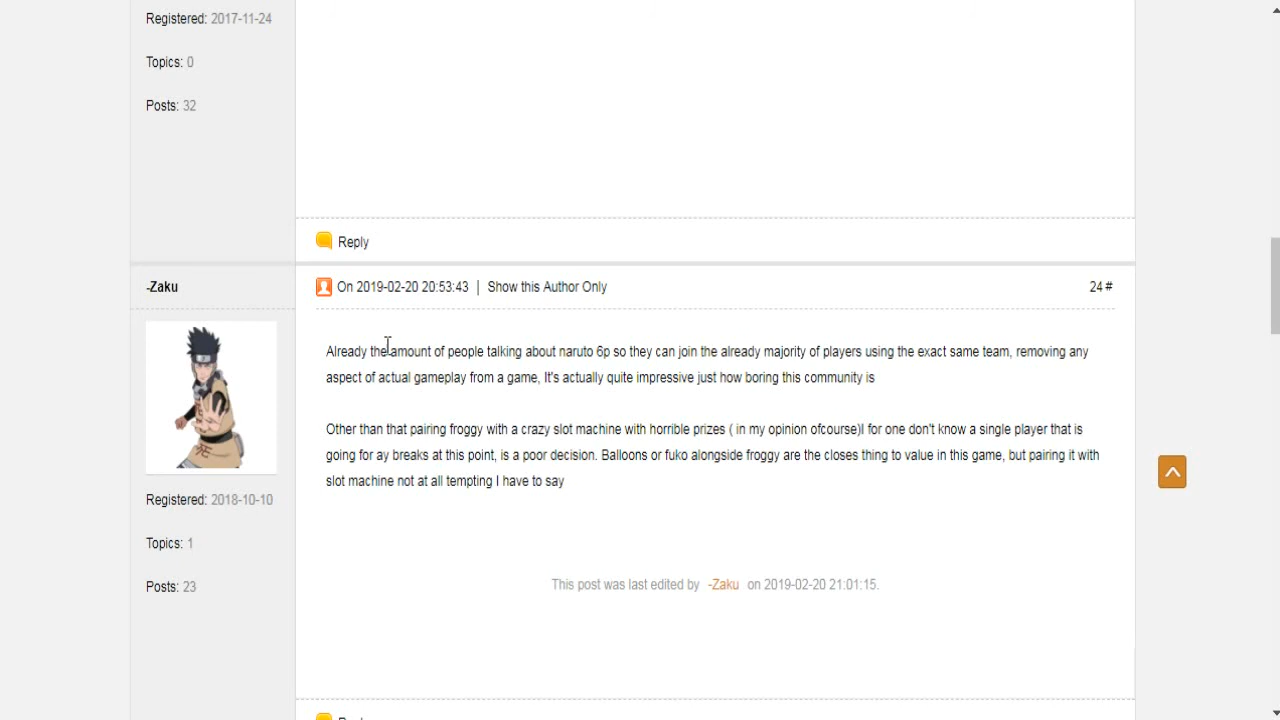 Registered: 2017-11-24
Topics: 0
Posts: 32
Reply
-Zaku
On 2019-02-20 20:53:43 | Show this Author Only
24#
Already the amount of people talking about naruto 6p so they can join the already majority of players using the exact same team, removing any
aspect of actual gameplay from a game, It's actually quite impressive just how boring this community is
Other than that pairing froggy with a crazy slot machine with horrible prizes ( in my opinion ofcourse)I for one don't know a single player that is
going for ay breaks at this point, is a poor decision. Balloons or fuko alongside froggy are the closes thing to value in this game, but pairing it with
slot machine not at all tempting I have to say
Registered: 2018-10-10
Topics: 1
Posts: 23
This post was last edited by -Zaku on 2019-02-20 21:01:15.